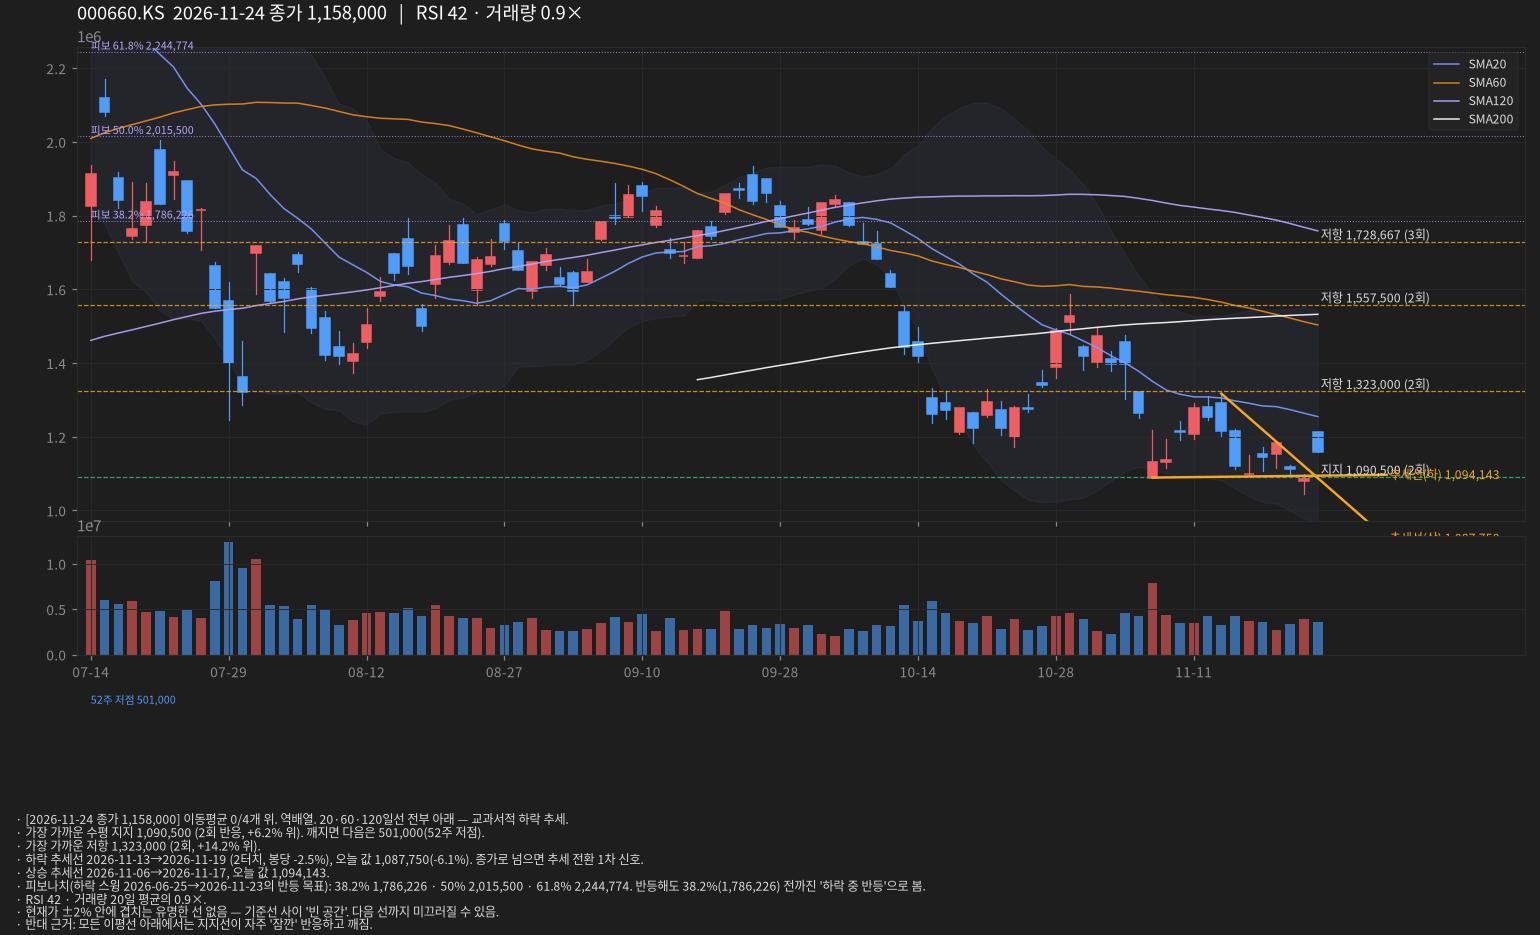 000660.KS 2026-11-24 종가 1,158,000 | RSI 42 · 거래량 0.9×
1e6
피보 61.8% 2,244,774
SMA20
SMA60
SMA120
SMA200
2.2
피보 50.0% 2,015,500
2.0
피보 38.2% 1,786,226
1.8
저항 1,728,667 (3회)
1.6
저항 1,557,500 (2회)
1.4
저항 1,323,000 (2회)
1.2
지지 1,090,500 (2회)
추세선(하) 1,094,143
1.0
1e7
추세선(상) 1,087,750
1.0
0.5
0.0
07-14 07-29 08-12 08-27 09-10 09-28 10-14 10-28 11-11
52주 저점 501,000
· [2026-11-24 종가 1,158,000] 이동평균 0/4개 위. 역배열. 20·60·120일선 전부 아래 — 교과서적 하락 추세.
· 가장 가까운 수평 지지 1,090,500 (2회 반응, +6.2% 위). 깨지면 다음은 501,000(52주 저점).
· 가장 가까운 저항 1,323,000 (2회, +14.2% 위).
· 하락 추세선 2026-11-13→2026-11-19 (2터치, 봉당 -2.5%), 오늘 값 1,087,750(-6.1%). 종가로 넘으면 추세 전환 1차 신호.
· 상승 추세선 2026-11-06→2026-11-17, 오늘 값 1,094,143.
· 피보나치(하락 스윙 2026-06-25→2026-11-23의 반등 목표): 38.2% 1,786,226 · 50% 2,015,500 · 61.8% 2,244,774. 반등해도 38.2%(1,786,226) 전까진 '하락 중 반등'으로 봄.
· RSI 42 · 거래량 20일 평균의 0.9×.
· 현재가 ±2% 안에 겹치는 유명한 선 없음 — 기준선 사이 '빈 공간'. 다음 선까지 미끄러질 수 있음.
· 반대 근거: 모든 이평선 아래에서는 지지선이 자주 '잠깐' 반응하고 깨짐.